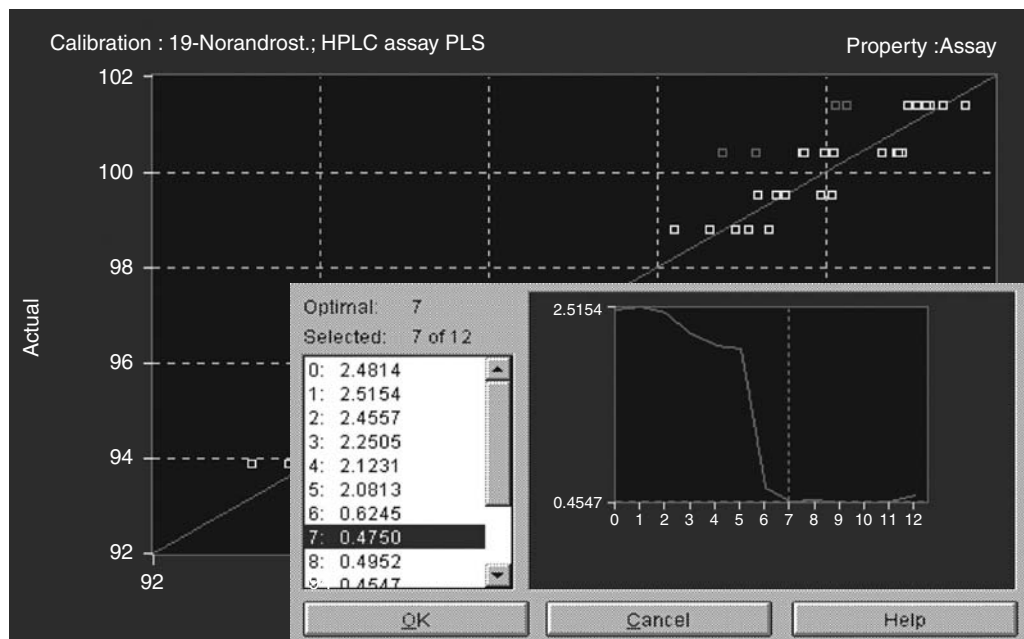 Calibration : 19-Norandrost.; HPLC assay PLS
Property :Assay
102
100
98
96
94
92
92
Actual
Optimal: 7
Selected: 7 of 12
0: 2.4814
1: 2.5154
2: 2.4557
3: 2.2505
4: 2.1231
5: 2.0813
6: 0.6245
7: 0.4750
8: 0.4952
9: 0.4547
2.5154
0.4547
0 1 2 3 4 5 6 7 8 9 10 11 12
OK
Cancel
Help